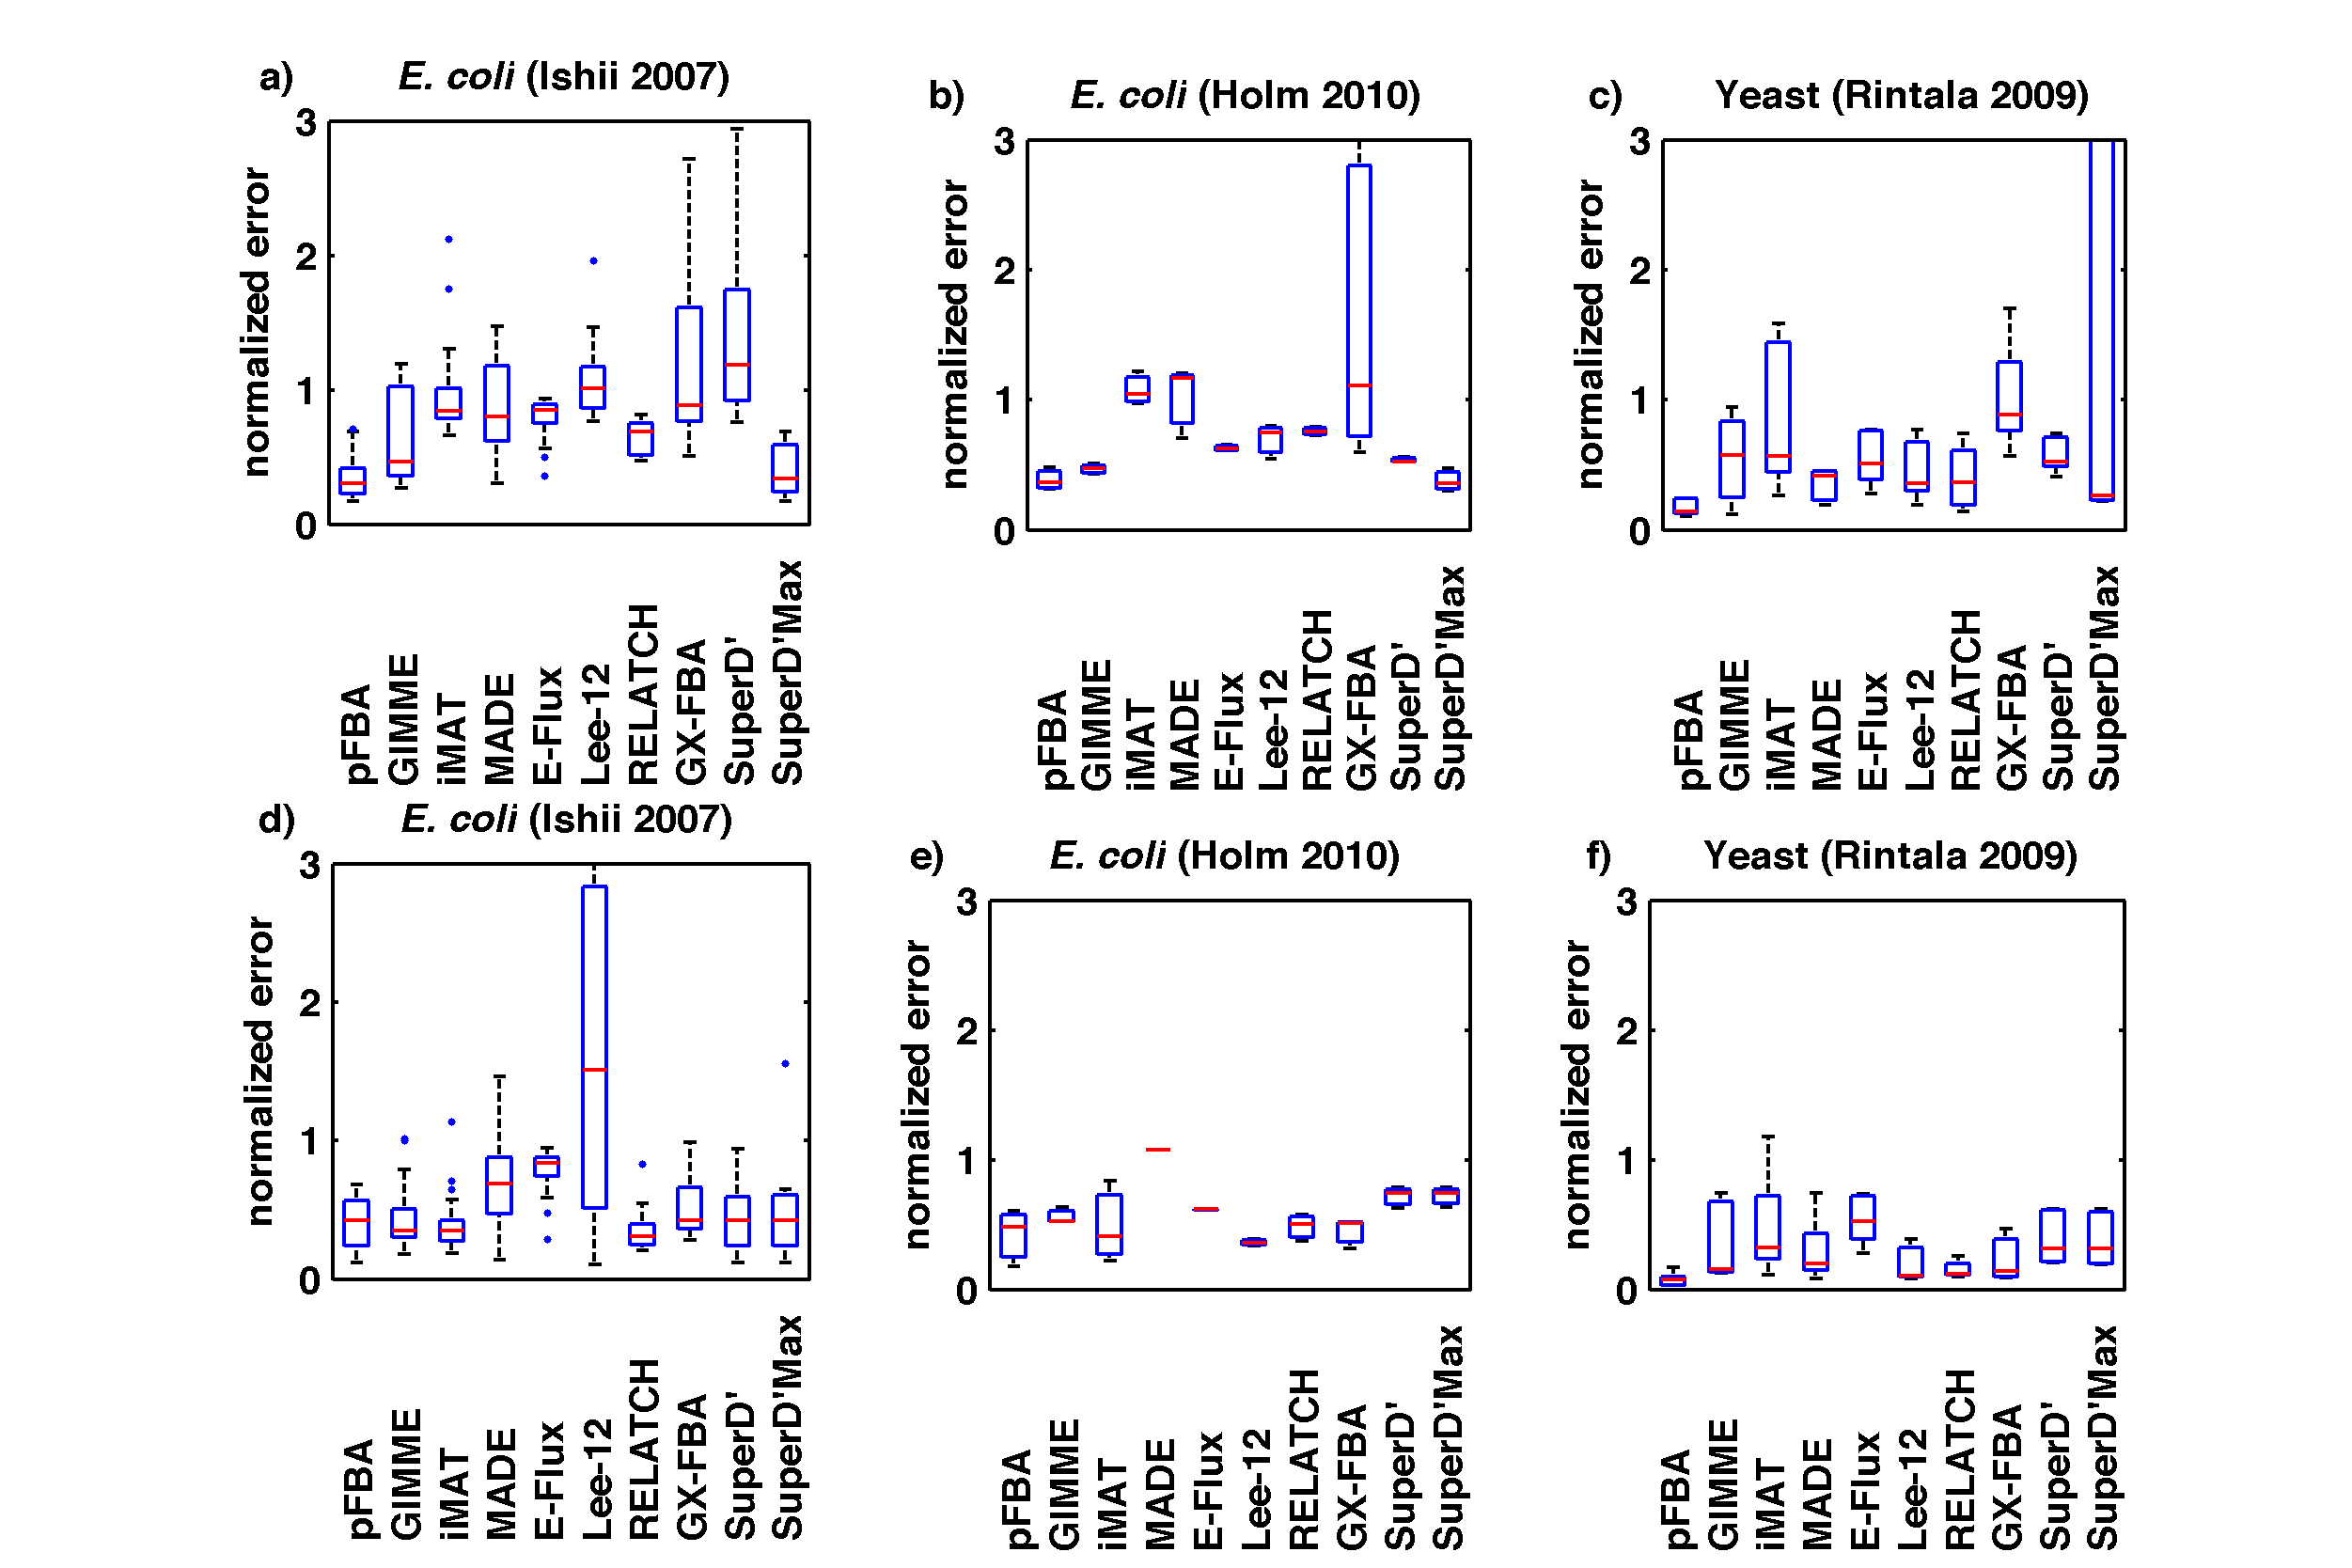 a) E. coli (Ishii 2007)
normalized error
3
2
1
0
pFBA
GIMME
iMAT
MADE
E-Flux
Lee-12
RELATCH
GX-FBA
SuperD'
SuperD'Max
b) E. coli (Holm 2010)
normalized error
3
2
1
0
pFBA
GIMME
iMAT
MADE
E-Flux
Lee-12
RELATCH
GX-FBA
SuperD'
SuperD'Max
c) Yeast (Rintala 2009)
normalized error
3
2
1
0
pFBA
GIMME
iMAT
MADE
E-Flux
Lee-12
RELATCH
GX-FBA
SuperD'
SuperD'Max
d) E. coli (Ishii 2007)
normalized error
3
2
1
0
pFBA
GIMME
iMAT
MADE
E-Flux
Lee-12
RELATCH
GX-FBA
SuperD'
SuperD'Max
e) E. coli (Holm 2010)
normalized error
3
2
1
0
pFBA
GIMME
iMAT
MADE
E-Flux
Lee-12
RELATCH
GX-FBA
SuperD'
SuperD'Max
f) Yeast (Rintala 2009)
normalized error
3
2
1
0
pFBA
GIMME
iMAT
MADE
E-Flux
Lee-12
RELATCH
GX-FBA
SuperD'
SuperD'Max